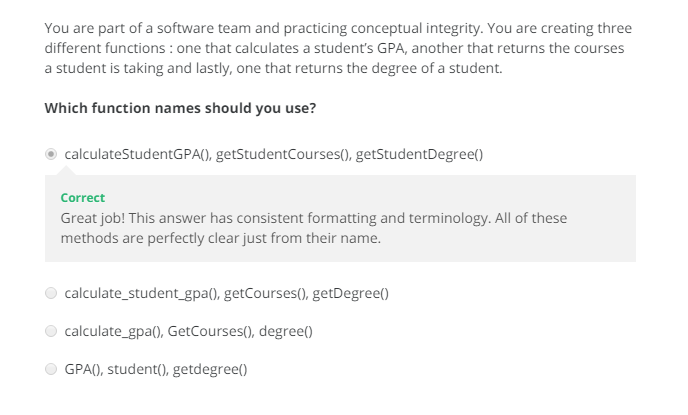 You are part of a software team and practicing conceptual integrity. You are creating three
different functions : one that calculates a student's GPA, another that returns the courses
a student is taking and lastly, one that returns the degree of a student.
Which function names should you use?
calculateStudentGPA(), getStudentCourses(), getStudentDegree()
Correct
Great job! This answer has consistent formatting and terminology. All of these
methods are perfectly clear just from their name.
calculate_student_gpa(), getCourses(), getDegree()
calculate_gpa(), GetCourses(), degree()
GPA(), student(), getdegree()